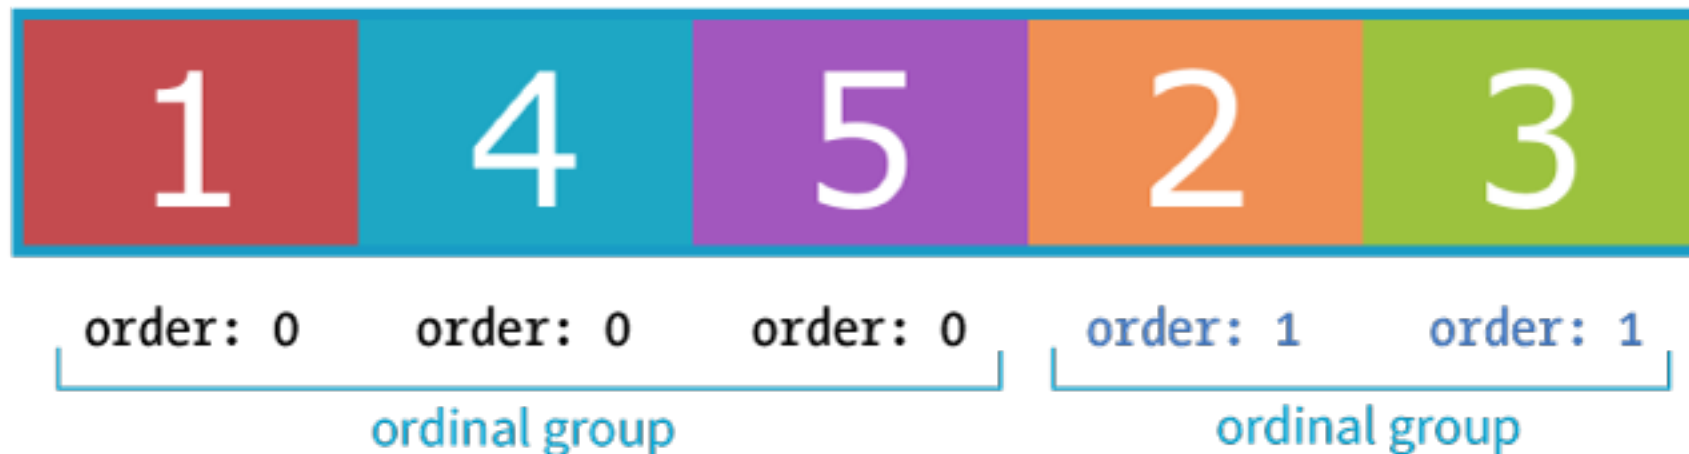 1 4 5 2 3
order: 0 order: 0 order: 0 order: 1 order: 1
ordinal group ordinal group